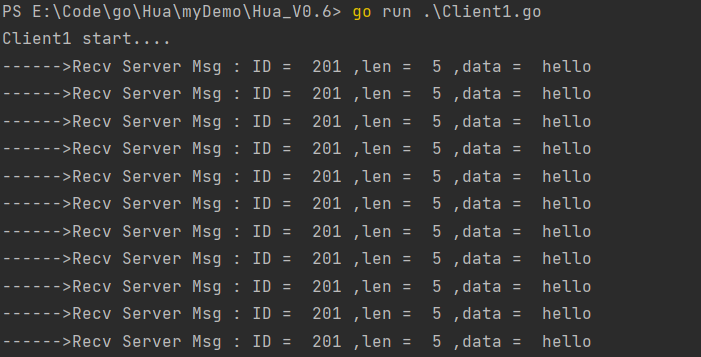 PS E:\Code\go\Hua\myDemo\Hua_V0.6> go run .\Client1.go
Client1 start....
------>Recv Server Msg : ID =  201 ,len =  5 ,data =  hello
------>Recv Server Msg : ID =  201 ,len =  5 ,data =  hello
------>Recv Server Msg : ID =  201 ,len =  5 ,data =  hello
------>Recv Server Msg : ID =  201 ,len =  5 ,data =  hello
------>Recv Server Msg : ID =  201 ,len =  5 ,data =  hello
------>Recv Server Msg : ID =  201 ,len =  5 ,data =  hello
------>Recv Server Msg : ID =  201 ,len =  5 ,data =  hello
------>Recv Server Msg : ID =  201 ,len =  5 ,data =  hello
------>Recv Server Msg : ID =  201 ,len =  5 ,data =  hello
------>Recv Server Msg : ID =  201 ,len =  5 ,data =  hello
------>Recv Server Msg : ID =  201 ,len =  5 ,data =  hello